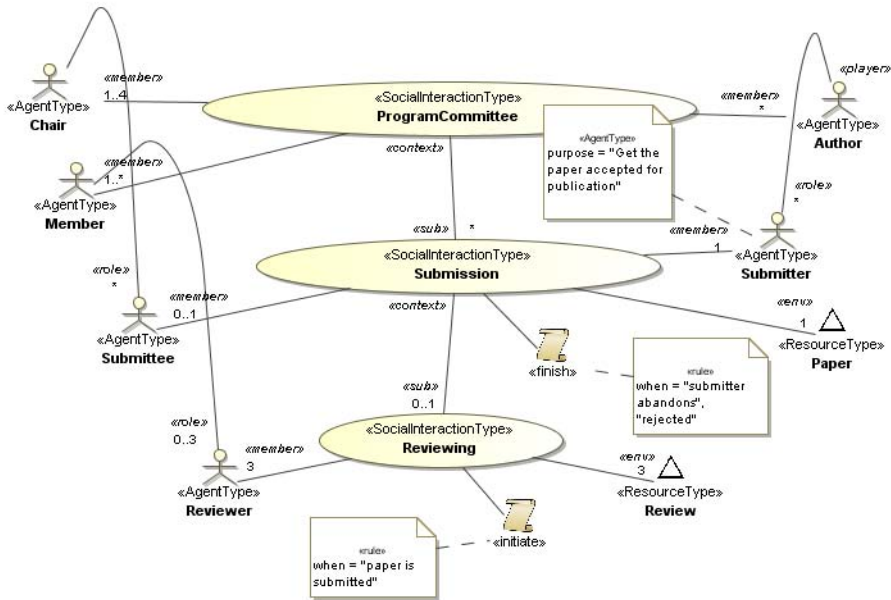 «member»
1..4
«AgentType»
Chair
«SocialInteractionType»
ProgramCommittee
«context»
«member»
*
«player»
«AgentType»
Author
«AgentType»
purpose = "Get the
paper accepted for
publication"
«member»
1..*
«AgentType»
Member
«role»
*
«AgentType»
Submitter
«sub»
*
«member»
1
«SocialInteractionType»
Submission
«context»
«role»
*
«member»
0..1
«AgentType»
Submittee
«env»
1
«ResourceType»
Paper
«finish»
«rule»
when = "submitter
abandons",
"rejected"
«sub»
0..1
«SocialInteractionType»
Reviewing
«role»
0..3
«member»
3
«AgentType»
Reviewer
«env»
3
«ResourceType»
Review
«initiate»
«rule»
when = "paper is
submitted"